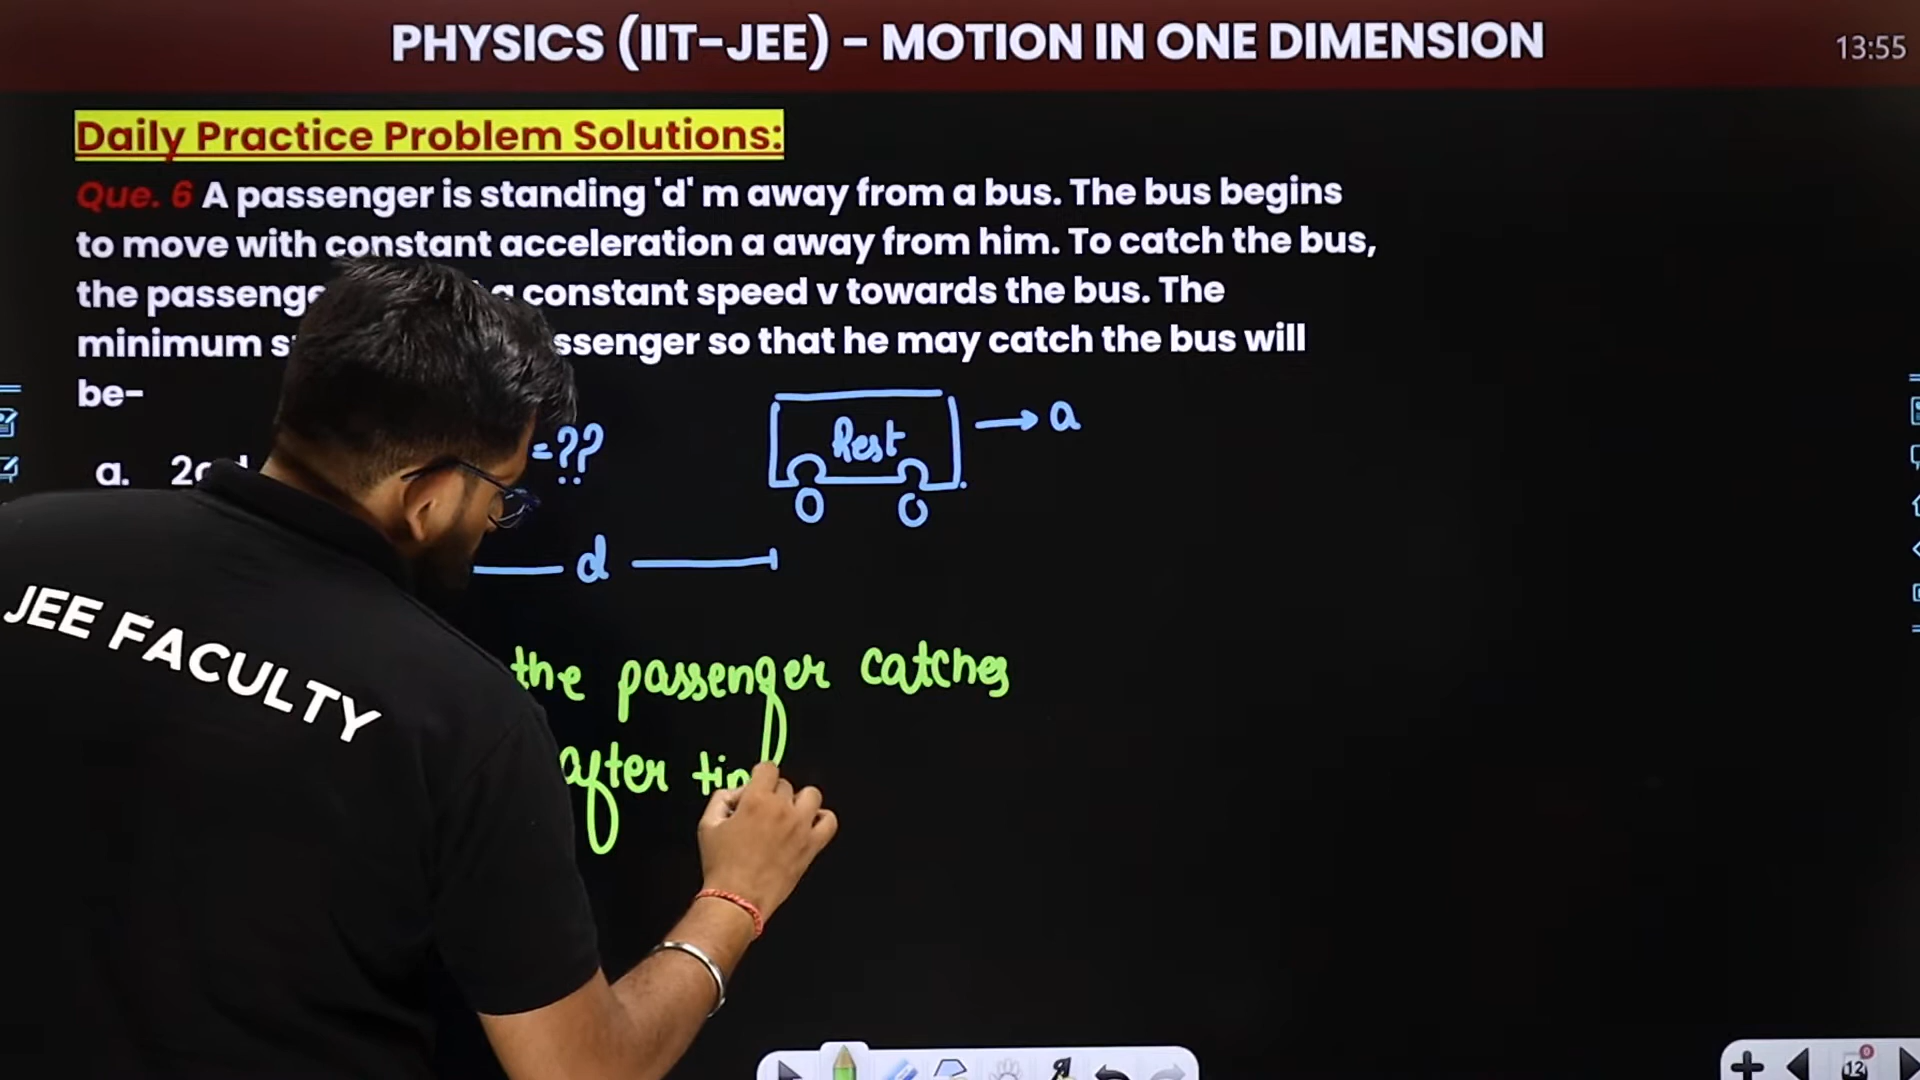 PHYSICS (IIT-JEE) - MOTION IN ONE DIMENSION
13:55
Daily Practice Problem Solutions:
Que. 6 A passenger is standing 'd' m away from a bus. The bus begins
to move with constant acceleration a away from him. To catch the bus,
the constant speed v towards the bus. The
minimum so that he may catch the bus will
be-
Rest
a
=??
a.
d
the passenger catches
after
JEE FACULTY
12